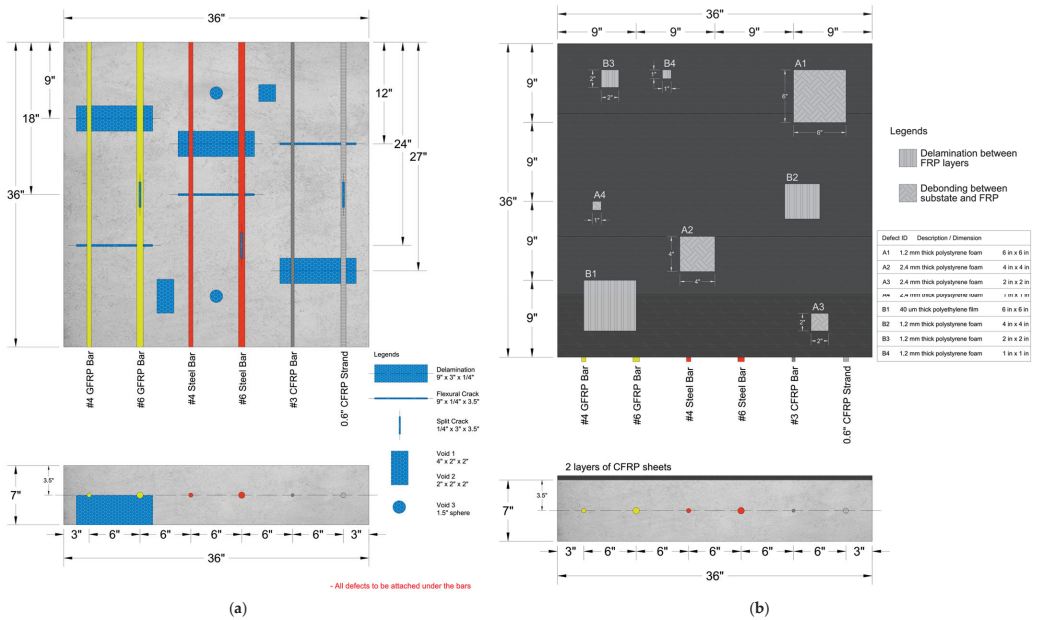 36"
9"
18"
36"
12"
24"
27"
#4 GFRP Bar
#6 GFRP Bar
#4 Steel Bar
#6 Steel Bar
#3 CFRP Bar
0.6" CFRP Strand
Legends
Delamination
9" x 3" x 1/4"
Flexural Crack
9" x 1/4" x 3.5"
Split Crack
1/4" x 3" x 3.5"
Void 1
4" x 2" x 2"
Void 2
2" x 2" x 2"
Void 3
1.5" sphere
7"
3.5"
3" 6" 6" 6" 6" 6" 3"
36"
- All defects to be attached under the bars
(a)
36"
9" 9" 9" 9"
36"
9"
9"
9"
9"
B3
2"
2"
B4
1"
1"
A1
6"
6"
B2
A4
1"
A2
4"
4"
B1
A3
2"
2"
#4 GFRP Bar
#6 GFRP Bar
#4 Steel Bar
#6 Steel Bar
#3 CFRP Bar
0.6" CFRP Strand
Legends
Delamination between
FRP layers
Debonding between
substate and FRP
Defect ID Description / Dimension
A1 1.2 mm thick polystyrene foam 6 in x 6 in
A2 2.4 mm thick polystyrene foam 4 in x 4 in
A3 2.4 mm thick polystyrene foam 2 in x 2 in
A4 2.4 mm thick polystyrene foam 1 in x 1 in
B1 40 um thick polyethylene film 6 in x 6 in
B2 1.2 mm thick polystyrene foam 4 in x 4 in
B3 1.2 mm thick polystyrene foam 2 in x 2 in
B4 1.2 mm thick polystyrene foam 1 in x 1 in
2 layers of CFRP sheets
7"
3.5"
3" 6" 6" 6" 6" 6" 3"
36"
(b)